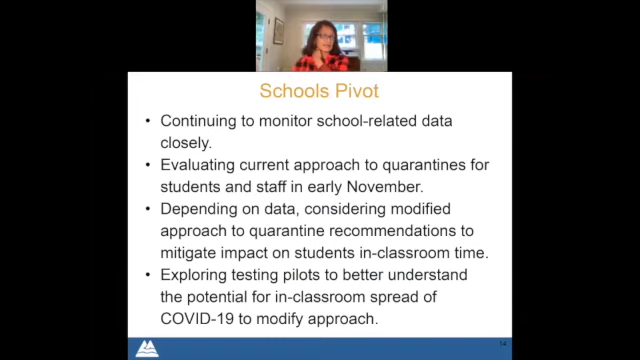 Schools Pivot
• Continuing to monitor school-related data
closely.
• Evaluating current approach to quarantines for
students and staff in early November.
• Depending on data, considering modified
approach to quarantine recommendations to
mitigate impact on students in-classroom time.
• Exploring testing pilots to better understand
the potential for in-classroom spread of
COVID-19 to modify approach.
14